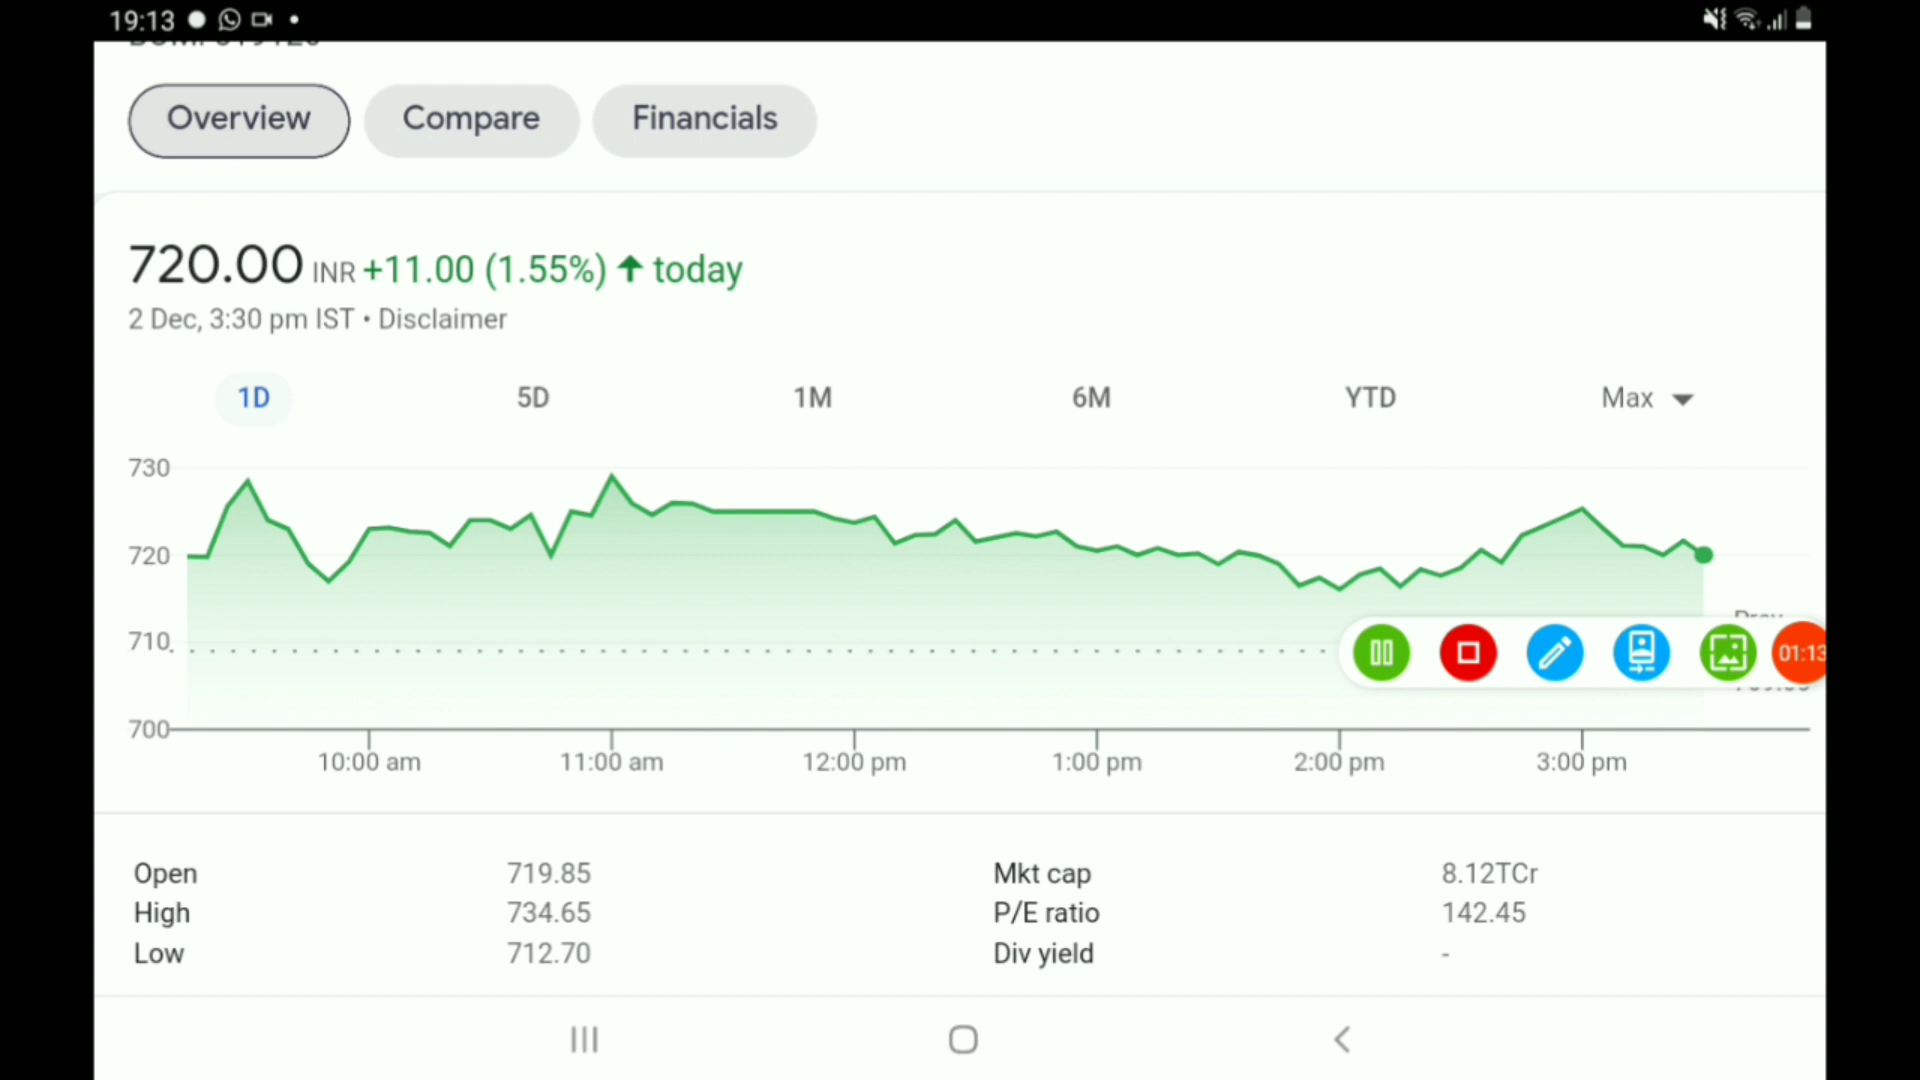 19:13
Overview Compare Financials
720.00 INR +11.00 (1.55%) ↑ today
2 Dec, 3:30 pm IST • Disclaimer
1D 5D 1M 6M YTD Max
730
720
710
700
01:13
10:00 am 11:00 am 12:00 pm 1:00 pm 2:00 pm 3:00 pm
Open 719.85 Mkt cap 8.12TCr
High 734.65 P/E ratio 142.45
Low 712.70 Div yield -